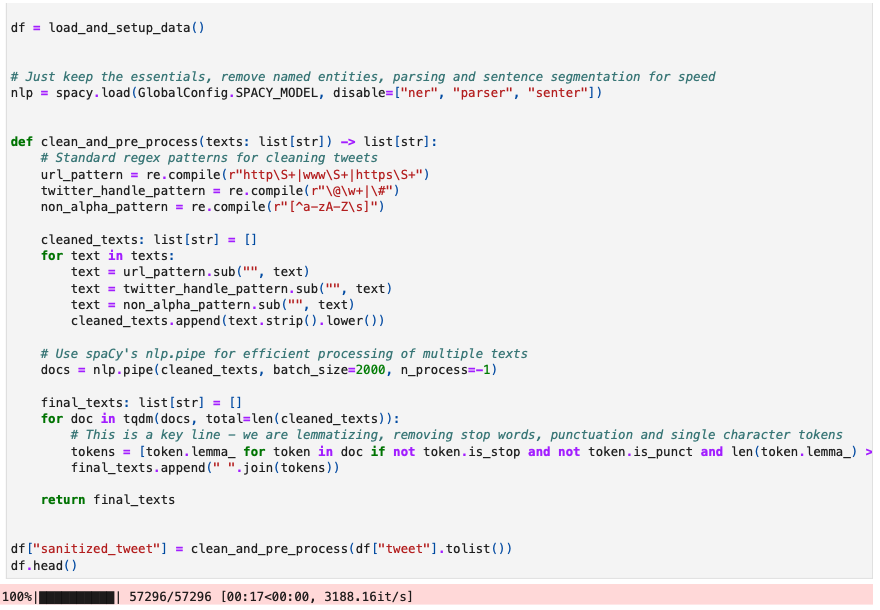 df = load_and_setup_data()
# Just keep the essentials, remove named entities, parsing and sentence segmentation for speed
nlp = spacy.load(GlobalConfig.SPACY_MODEL, disable=["ner", "parser", "senter"])
def clean_and_pre_process(texts: list[str]) -> list[str]:
    # Standard regex patterns for cleaning tweets
    url_pattern = re.compile(r"http\S+|www\S+|https\S+")
    twitter_handle_pattern = re.compile(r"\@\w+|\#")
    non_alpha_pattern = re.compile(r"[^a-zA-Z\s]")
    cleaned_texts: list[str] = []
    for text in texts:
        text = url_pattern.sub("", text)
        text = twitter_handle_pattern.sub("", text)
        text = non_alpha_pattern.sub("", text)
        cleaned_texts.append(text.strip().lower())
    # Use spaCy's nlp.pipe for efficient processing of multiple texts
    docs = nlp.pipe(cleaned_texts, batch_size=2000, n_process=-1)
    final_texts: list[str] = []
    for doc in tqdm(docs, total=len(cleaned_texts)):
        # This is a key line – we are lemmatizing, removing stop words, punctuation and single character tokens
        tokens = [token.lemma_ for token in doc if not token.is_stop and not token.is_punct and len(token.lemma_) >
        final_texts.append(" ".join(tokens))
    return final_texts
df["sanitized_tweet"] = clean_and_pre_process(df["tweet"].tolist())
df.head()
100%|██████████| 57296/57296 [00:17<00:00, 3188.16it/s]